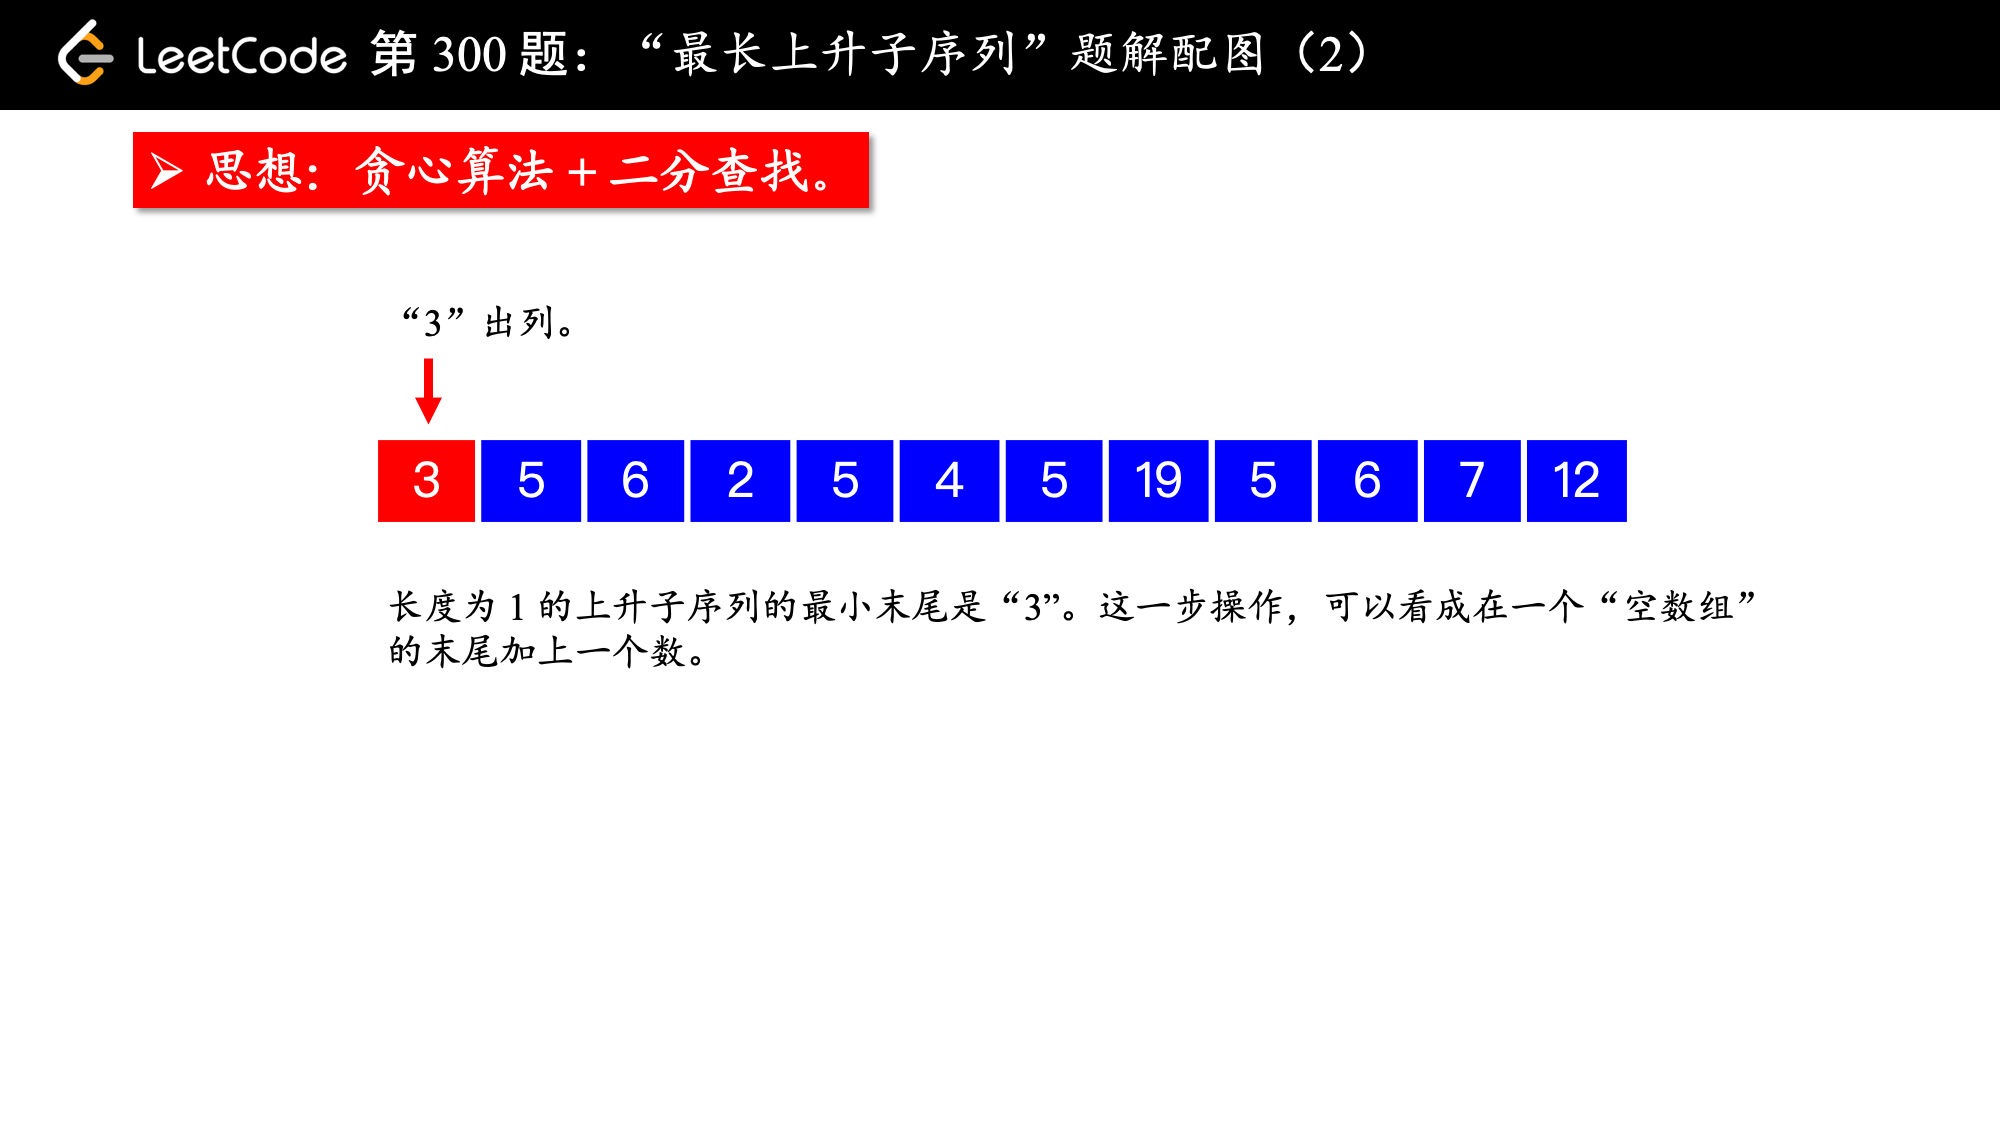 LeetCode 第 300 题：“最长上升子序列”题解配图（2）
➢ 思想：贪心算法 + 二分查找。
“3”出列。
3 5 6 2 5 4 5 19 5 6 7 12
长度为 1 的上升子序列的最小末尾是“3”。这一步操作，可以看成在一个“空数组”
的末尾加上一个数。